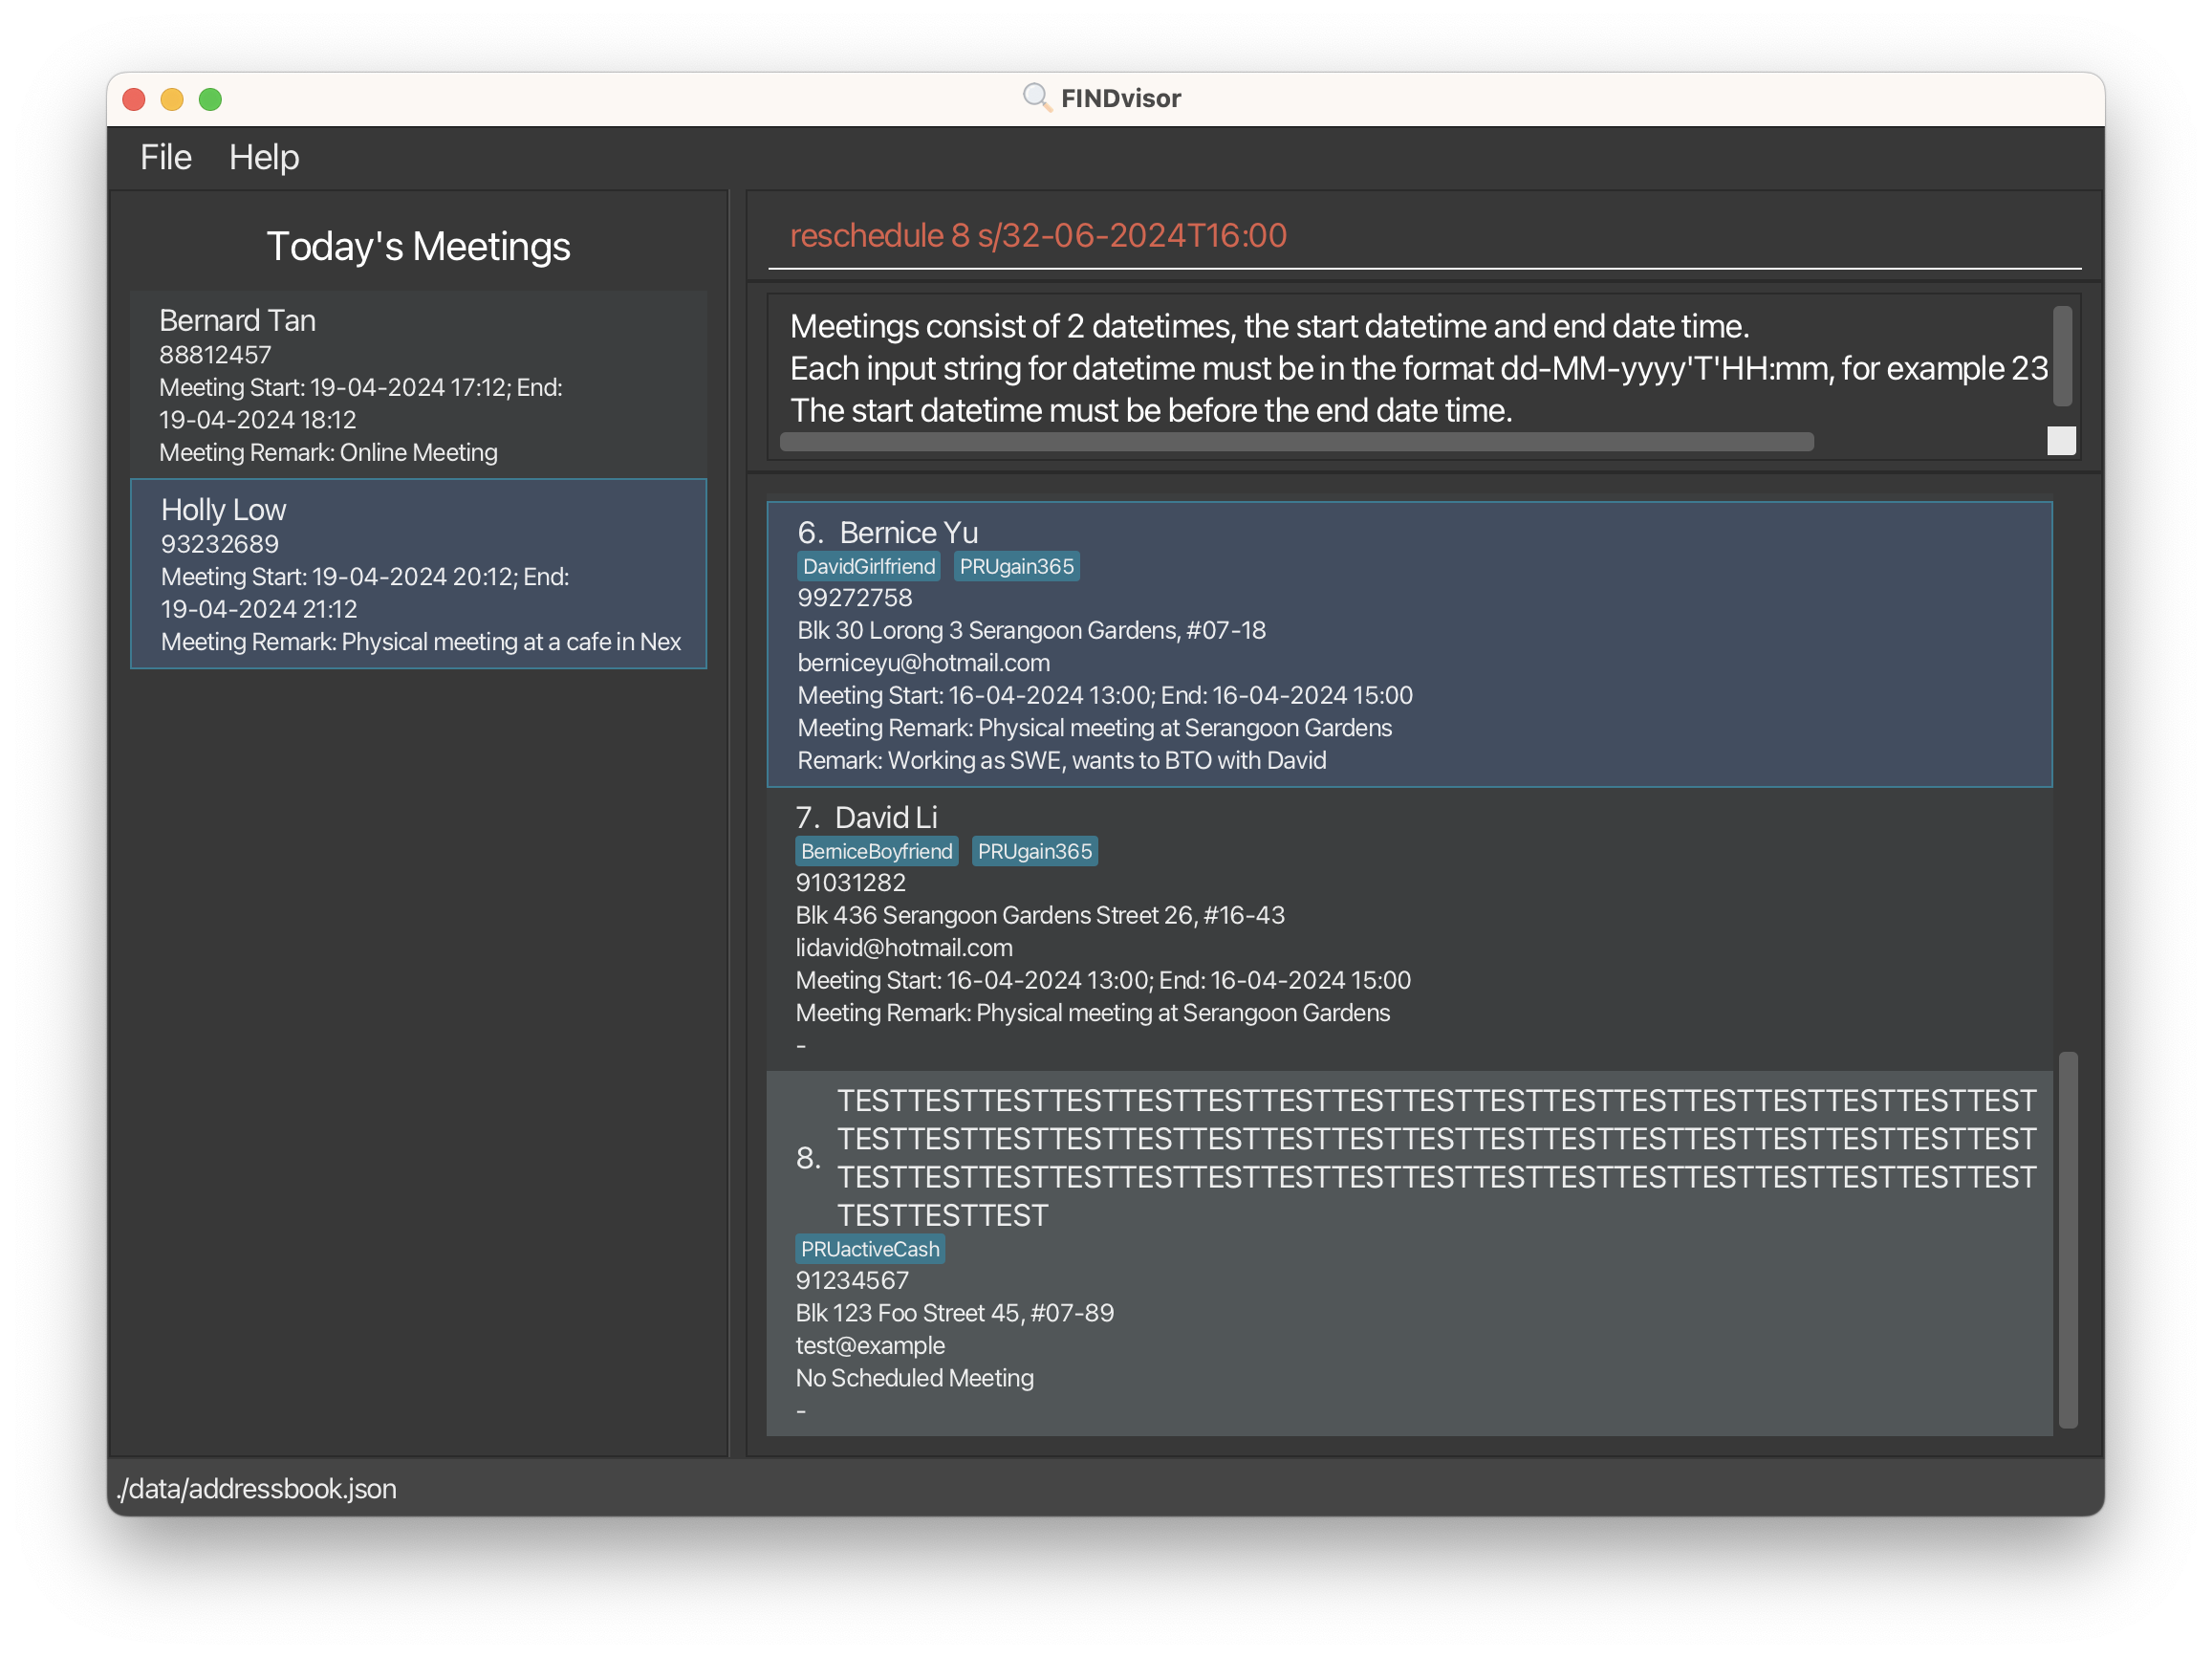 FINDvisor
File Help
Today's Meetings
Bernard Tan
88812457
Meeting Start: 19-04-2024 17:12; End:
19-04-2024 18:12
Meeting Remark: Online Meeting
Holly Low
93232689
Meeting Start: 19-04-2024 20:12; End:
19-04-2024 21:12
Meeting Remark: Physical meeting at a cafe in Nex
reschedule 8 s/32-06-2024T16:00
Meetings consist of 2 datetimes, the start datetime and end date time.
Each input string for datetime must be in the format dd-MM-yyyy'T'HH:mm, for example 23
The start datetime must be before the end date time.
6. Bernice Yu
DavidGirlfriend PRUgain365
99272758
Blk 30 Lorong 3 Serangoon Gardens, #07-18
berniceyu@hotmail.com
Meeting Start: 16-04-2024 13:00; End: 16-04-2024 15:00
Meeting Remark: Physical meeting at Serangoon Gardens
Remark: Working as SWE, wants to BTO with David
7. David Li
BerniceBoyfriend PRUgain365
91031282
Blk 436 Serangoon Gardens Street 26, #16-43
lidavid@hotmail.com
Meeting Start: 16-04-2024 13:00; End: 16-04-2024 15:00
Meeting Remark: Physical meeting at Serangoon Gardens
-
8. TESTTESTTESTTESTTESTTESTTESTTESTTESTTESTTESTTESTTESTTESTTESTTESTTEST
TESTTESTTESTTESTTESTTESTTESTTESTTESTTESTTESTTESTTESTTESTTESTTESTTEST
TESTTESTTESTTESTTESTTESTTESTTESTTESTTESTTESTTESTTESTTESTTESTTESTTEST
TESTTESTTEST
PRUactiveCash
91234567
Blk 123 Foo Street 45, #07-89
test@example
No Scheduled Meeting
-
./data/addressbook.json